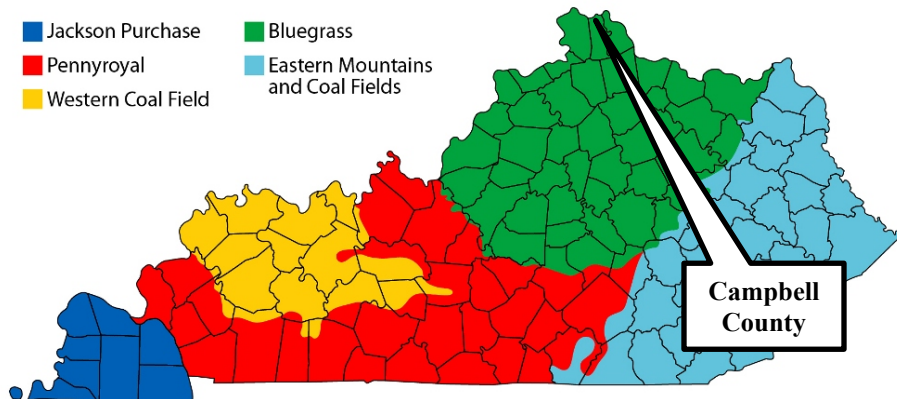 Jackson Purchase
Pennyroyal
Western Coal Field
Bluegrass
Eastern Mountains
and Coal Fields
Campbell
County